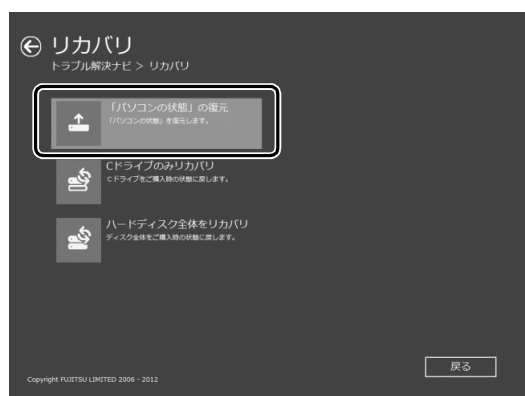 リカバリ
トラブル解決ナビ > リカバリ
「パソコンの状態」の復元
「パソコンの状態」を復元します。
Cドライブのみリカバリ
Cドライブをご購入時の状態に戻します。
ハードディスク全体をリカバリ
ディスク全体をご購入時の状態に戻します。
戻る
Copyright FUJITSU LIMITED 2006 - 2012